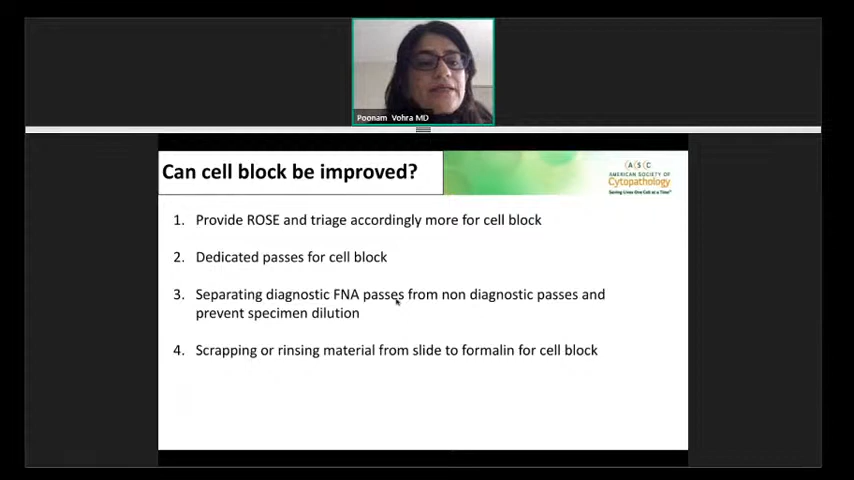 Poonam Vohra MD
Can cell block be improved?
(A)(S)(C)
AMERICAN SOCIETY OF
Cytopathology
Saving Lives One Cell at a Time™
1. Provide ROSE and triage accordingly more for cell block
2. Dedicated passes for cell block
3. Separating diagnostic FNA passes from non diagnostic passes and
prevent specimen dilution
4. Scrapping or rinsing material from slide to formalin for cell block